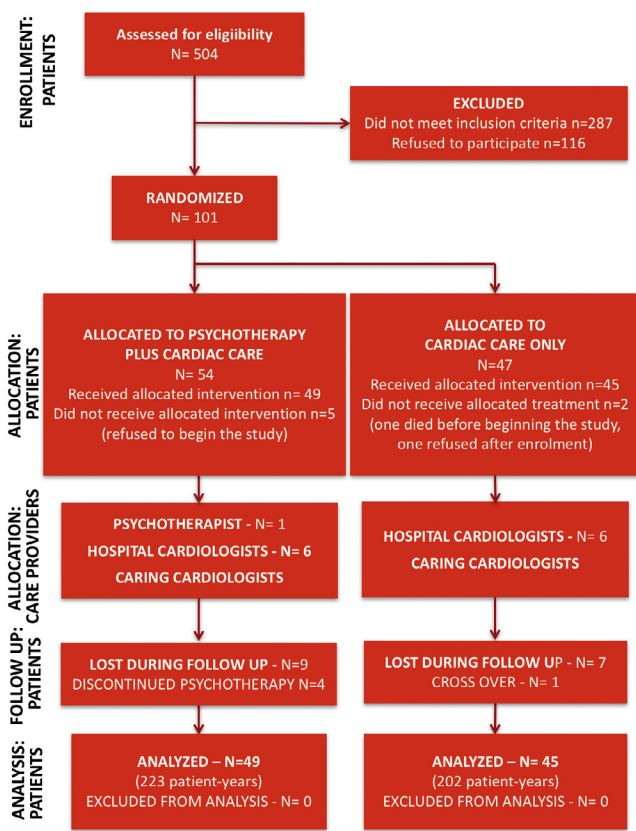 ENROLLMENT:
PATIENTS
Assessed for eligiibility
N= 504
EXCLUDED
Did not meet inclusion criteria n=287
Refused to participate n=116
RANDOMIZED
N= 101
ALLOCATION:
PATIENTS
ALLOCATED TO PSYCHOTHERAPY
PLUS CARDIAC CARE
N= 54
Received allocated intervention n= 49
Did not receive allocated intervention n=5
(refused to begin the study)
ALLOCATED TO
CARDIAC CARE ONLY
N=47
Received allocated intervention n=45
Did not receive allocated treatment n=2
(one died before beginning the study,
one refused after enrolment)
ALLOCATION:
CARE PROVIDERS
PSYCHOTHERAPIST - N= 1
HOSPITAL CARDIOLOGISTS - N= 6
CARING CARDIOLOGISTS
HOSPITAL CARDIOLOGISTS - N= 6
CARING CARDIOLOGISTS
FOLLOW UP:
PATIENTS
LOST DURING FOLLOW UP - N=9
DISCONTINUED PSYCHOTHERAPY N=4
LOST DURING FOLLOW UP - N= 7
CROSS OVER - N= 1
ANALYSIS:
PATIENTS
ANALYZED – N=49
(223 patient-years)
EXCLUDED FROM ANALYSIS - N= 0
ANALYZED – N= 45
(202 patient-years)
EXCLUDED FROM ANALYSIS - N= 0